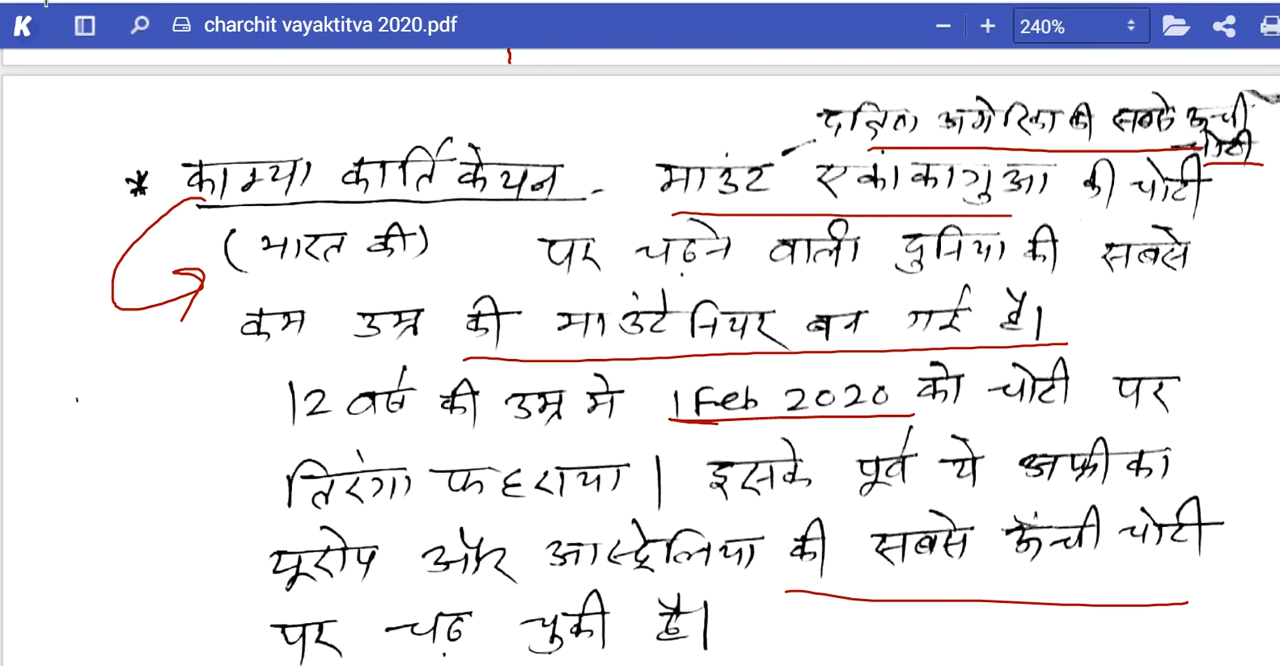 K charchit vayaktitva 2020.pdf − + 240%
दक्षिण अमेरिका की सबसे ऊंची
चोटी
* काम्या कार्तिकेयन - माउंट एकांकागुआ की चोटी
(भारत की) पर चढ़ने वाली दुनिया की सबसे
कम उम्र की माउंटेनियर बन गई है।
12 वर्ष की उम्र मे 1 Feb 2020 को चोटी पर
तिरंगा फहराया | इसके पूर्व ये अफ्रीका
यूरोप और आस्ट्रेलिया की सबसे ऊँची चोटी
पर चढ़ चुकी है।